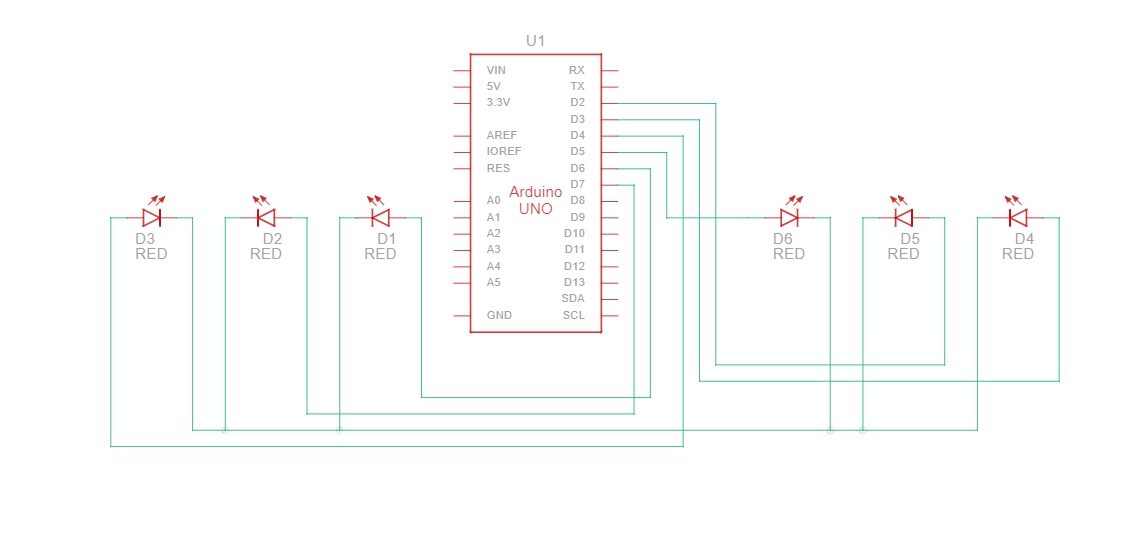 U1
VIN RX
5V TX
3.3V D2
D3
AREF D4
IOREF D5
RES D6
D7
Arduino
UNO
A0 D8
A1 D9
A2 D10
A3 D11
A4 D12
A5 D13
SDA
GND SCL
D3
RED
D2
RED
D1
RED
D6
RED
D5
RED
D4
RED